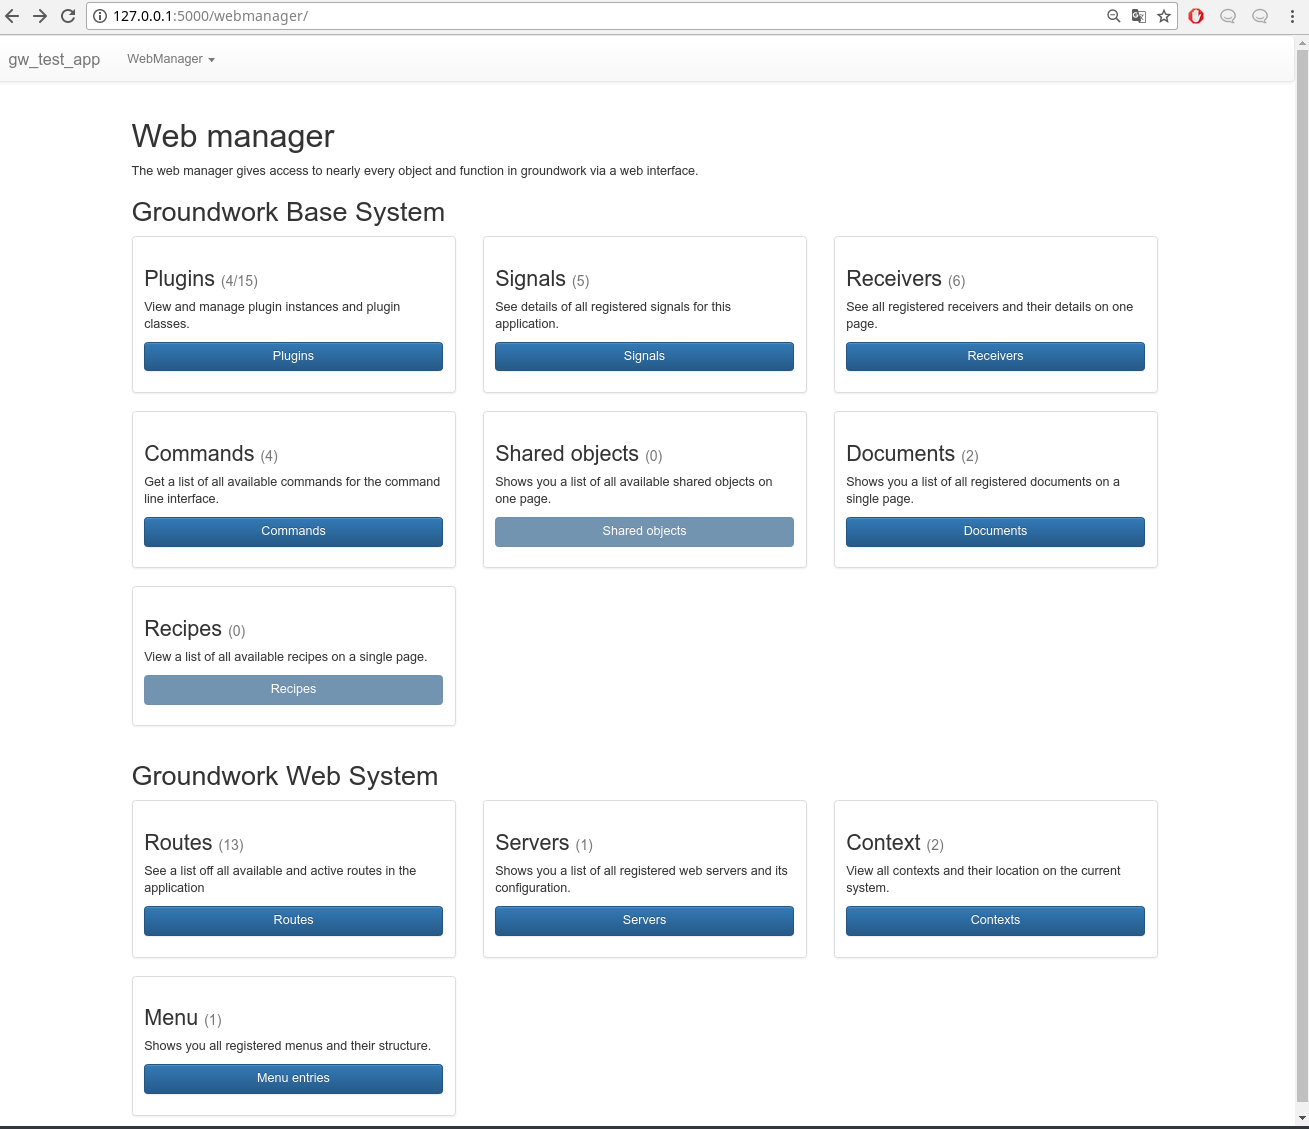 127.0.0.1:5000/webmanager/
gw_test_app WebManager
Web manager
The web manager gives access to nearly every object and function in groundwork via a web interface.
Groundwork Base System
Plugins (4/15)
View and manage plugin instances and plugin
classes.
Plugins
Signals (5)
See details of all registered signals for this
application.
Signals
Receivers (6)
See all registered receivers and their details on one
page.
Receivers
Commands (4)
Get a list of all available commands for the command
line interface.
Commands
Shared objects (0)
Shows you a list of all available shared objects on
one page.
Shared objects
Documents (2)
Shows you a list of all registered documents on a
single page.
Documents
Recipes (0)
View a list of all available recipes on a single page.
Recipes
Groundwork Web System
Routes (13)
See a list off all available and active routes in the
application
Routes
Servers (1)
Shows you a list of all registered web servers and its
configuration.
Servers
Context (2)
View all contexts and their location on the current
system.
Contexts
Menu (1)
Shows you all registered menus and their structure.
Menu entries